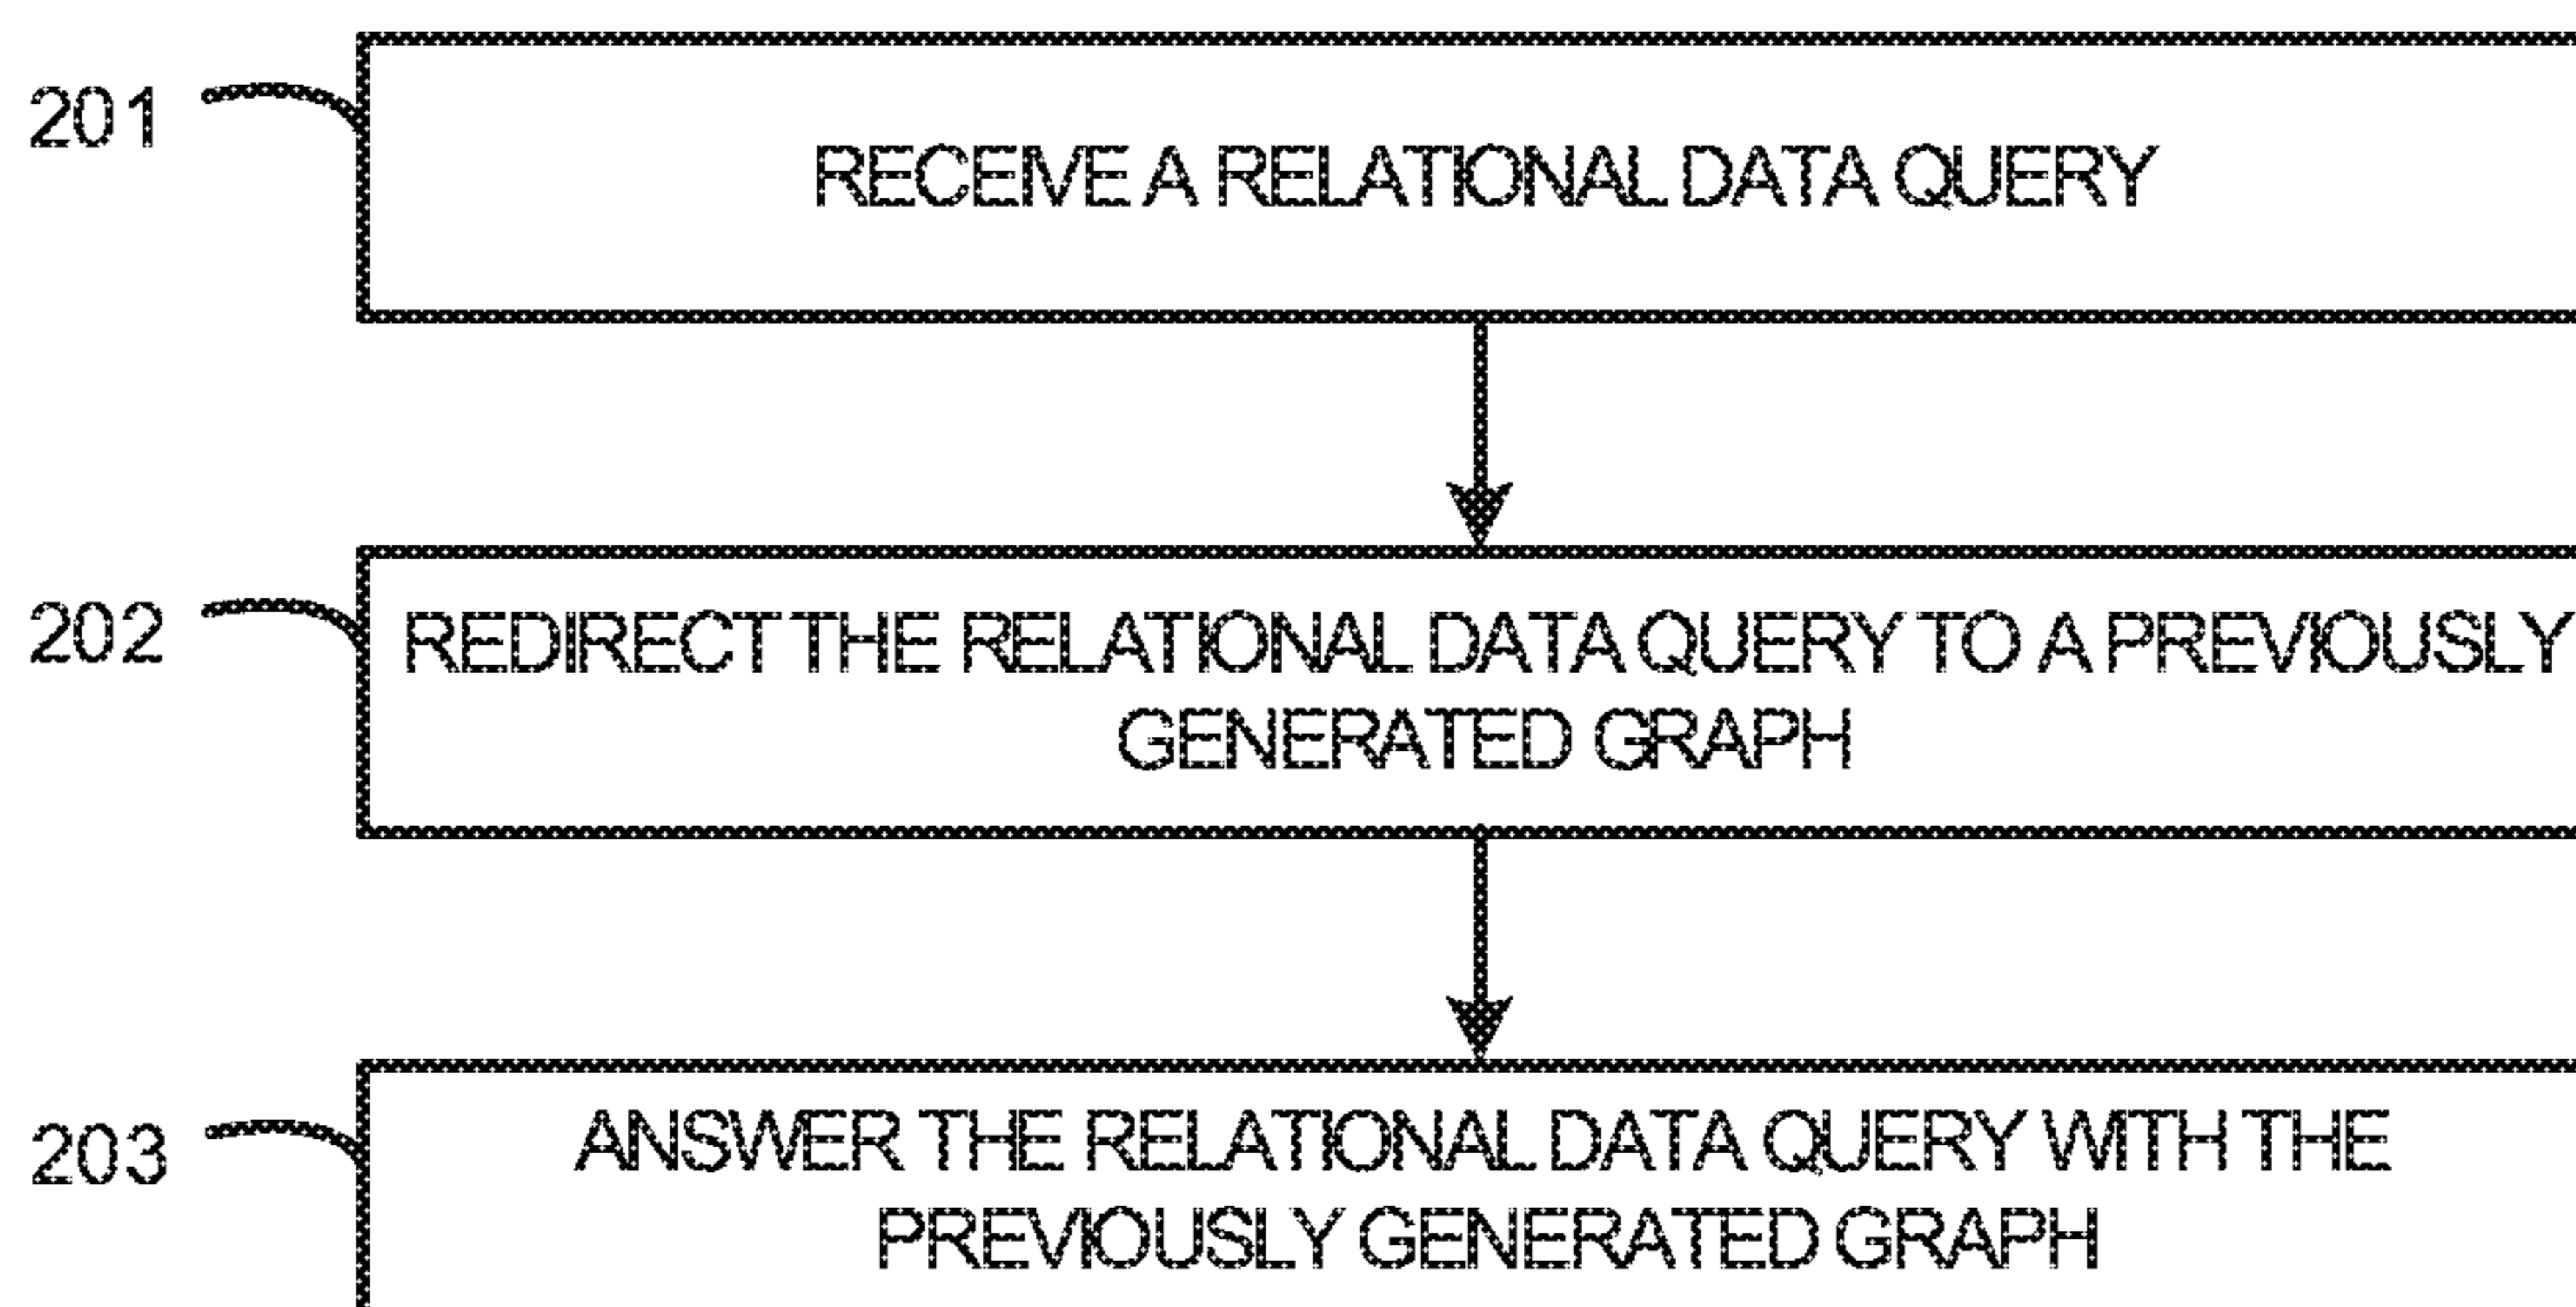 201
RECEIVE A RELATIONAL DATA QUERY
202
REDIRECT THE RELATIONAL DATA QUERY TO A PREVIOUSLY
GENERATED GRAPH
203
ANSWER THE RELATIONAL DATA QUERY WITH THE
PREVIOUSLY GENERATED GRAPH